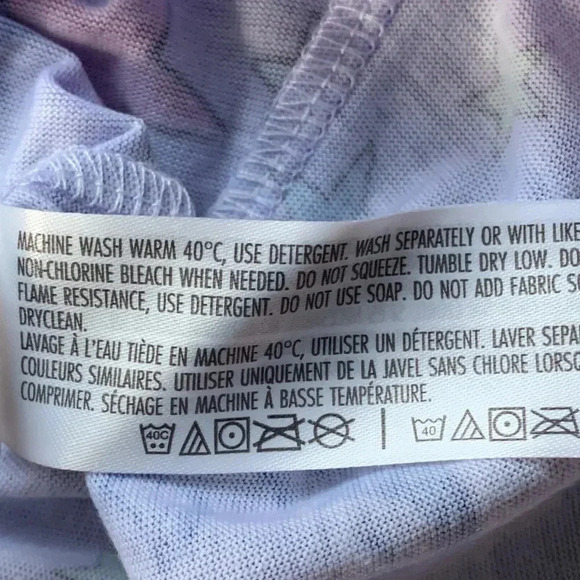 MACHINE WASH WARM 40°C, USE DETERGENT. WASH SEPARATELY OR WITH LIKE
NON-CHLORINE BLEACH WHEN NEEDED. DO NOT SQUEEZE. TUMBLE DRY LOW. DO
FLAME RESISTANCE, USE DETERGENT. DO NOT USE SOAP. DO NOT ADD FABRIC SO
DRYCLEAN.
LAVAGE À L'EAU TIÈDE EN MACHINE 40°C, UTILISER UN DÉTERGENT. LAVER SEPA
COULEURS SIMILAIRES. UTILISER UNIQUEMENT DE LA JAVEL SANS CHLORE LORSQ
COMPRIMER. SÉCHAGE EN MACHINE À BASSE TEMPÉRATURE.
40C 40